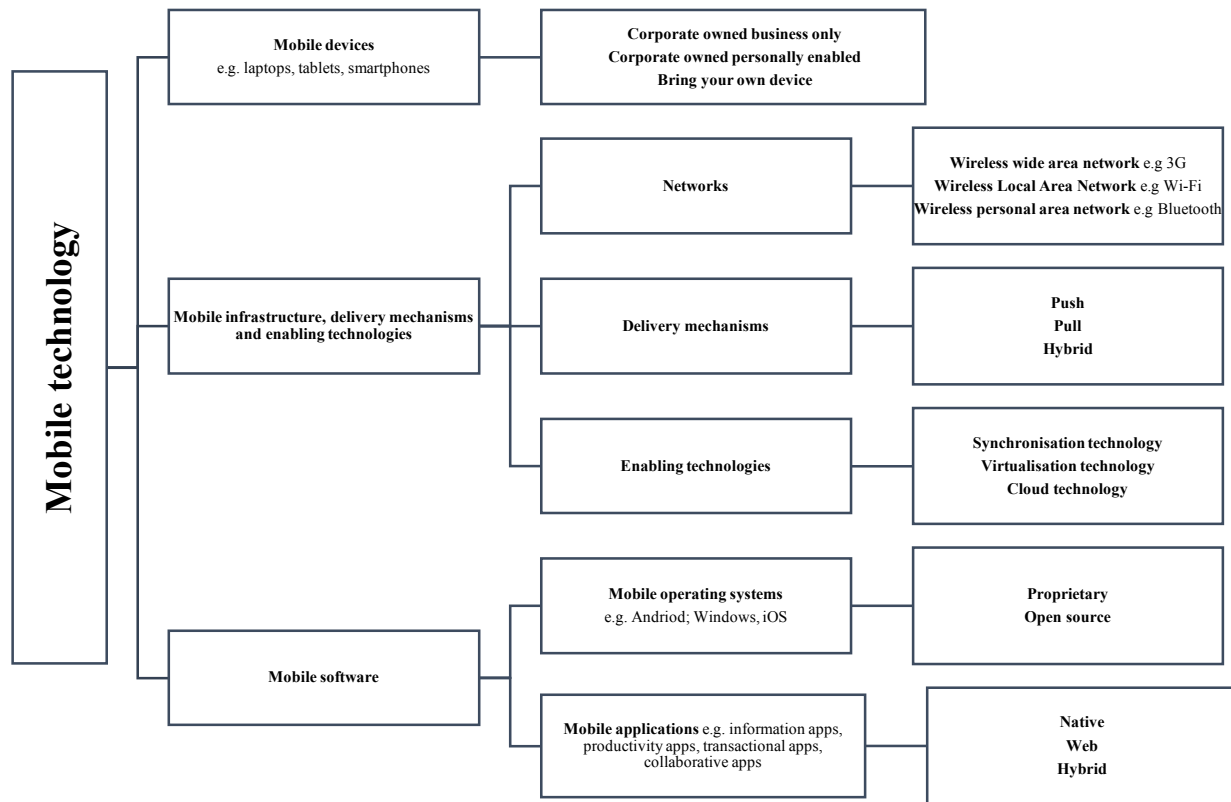 Mobile technology
Mobile devices
e.g. laptops, tablets, smartphones
Corporate owned business only
Corporate owned personally enabled
Bring your own device
Mobile infrastructure, delivery mechanisms
and enabling technologies
Networks
Wireless wide area network e.g 3G
Wireless Local Area Network e.g Wi-Fi
Wireless personal area network e.g Bluetooth
Delivery mechanisms
Push
Pull
Hybrid
Enabling technologies
Synchronisation technology
Virtualisation technology
Cloud technology
Mobile software
Mobile operating systems
e.g. Andriod; Windows, iOS
Proprietary
Open source
Mobile applications e.g. information apps,
productivity apps, transactional apps,
collaborative apps
Native
Web
Hybrid